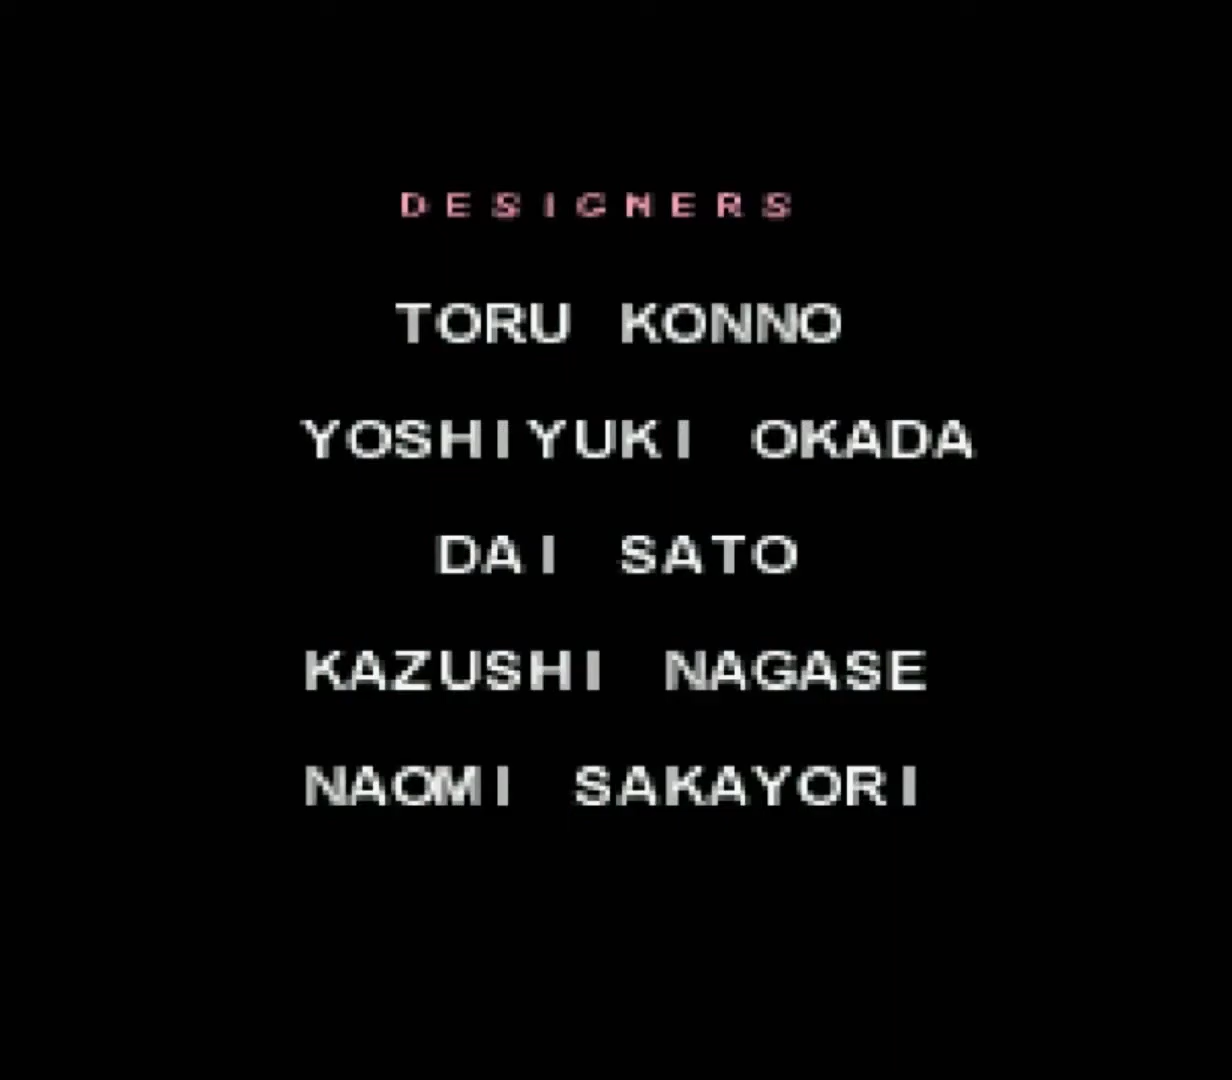 DESIGNERS
TORU KONNO
YOSHIYUKI OKADA
DAI SATO
KAZUSHI NAGASE
NAOMI SAKAYORI